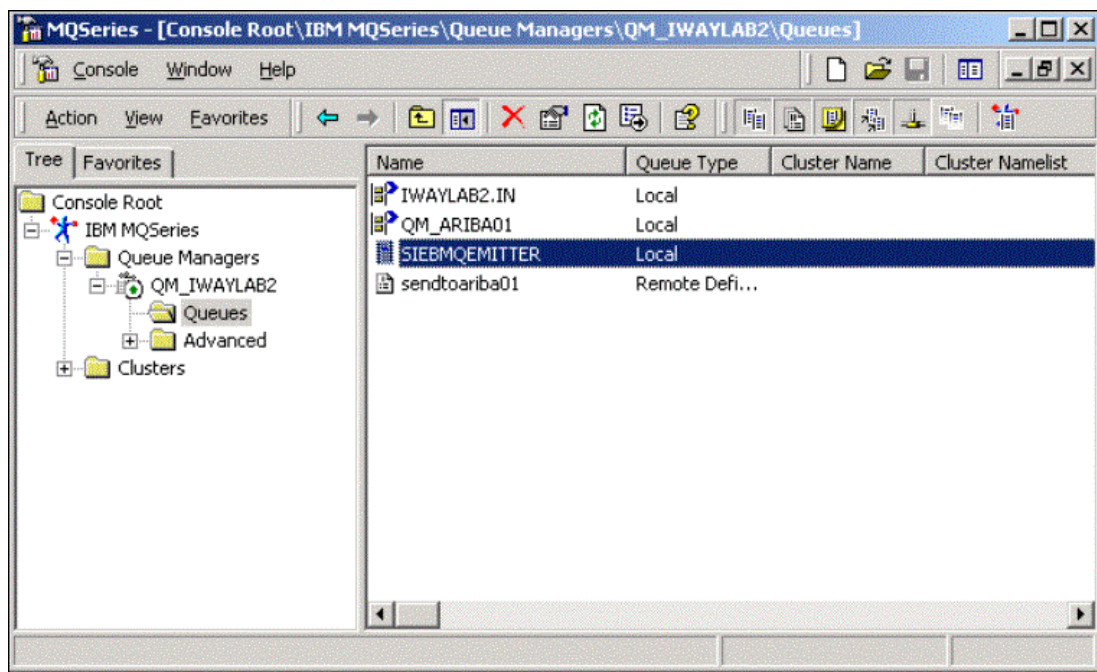 MQSeries - [Console Root\IBM MQSeries\Queue Managers\QM_IWAYLAB2\Queues]
Console Window Help
Action View Favorites
Tree Favorites
Name Queue Type Cluster Name Cluster Namelist
Console Root
IBM MQSeries
Queue Managers
QM_IWAYLAB2
Queues
Advanced
Clusters
IWAYLAB2.IN Local
QM_ARIBA01 Local
SIEBMQEMITTER Local
sendtoariba01 Remote Defi...